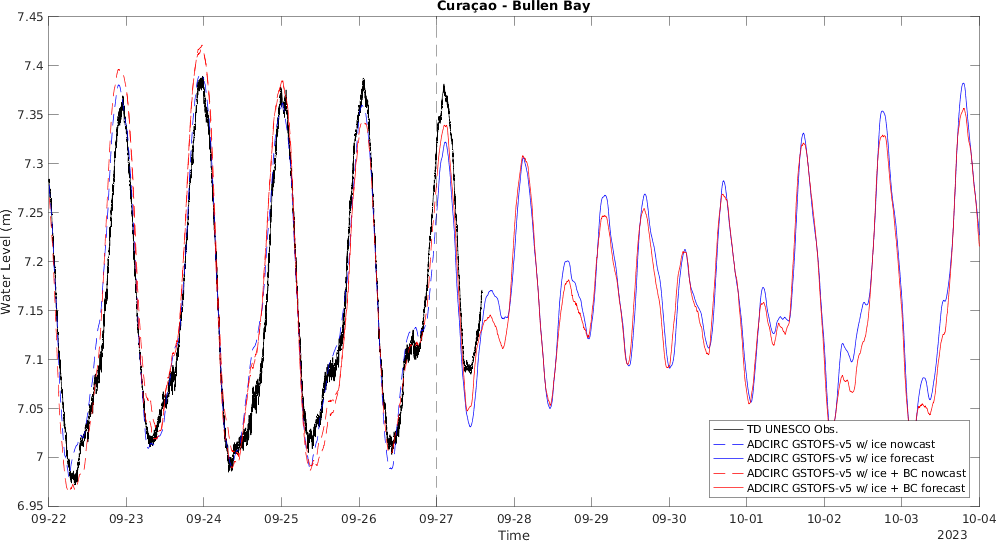 Curaçao - Bullen Bay
7.45
7.4
7.35
7.3
7.25
7.2
7.15
7.1
7.05
7
6.95
Water Level (m)
TD UNESCO Obs.
ADCIRC GSTOFS-v5 w/ ice nowcast
ADCIRC GSTOFS-v5 w/ ice forecast
ADCIRC GSTOFS-v5 w/ ice + BC nowcast
ADCIRC GSTOFS-v5 w/ ice + BC forecast
09-22 09-23 09-24 09-25 09-26 09-27 09-28 09-29 09-30 10-01 10-02 10-03 10-04
Time
2023